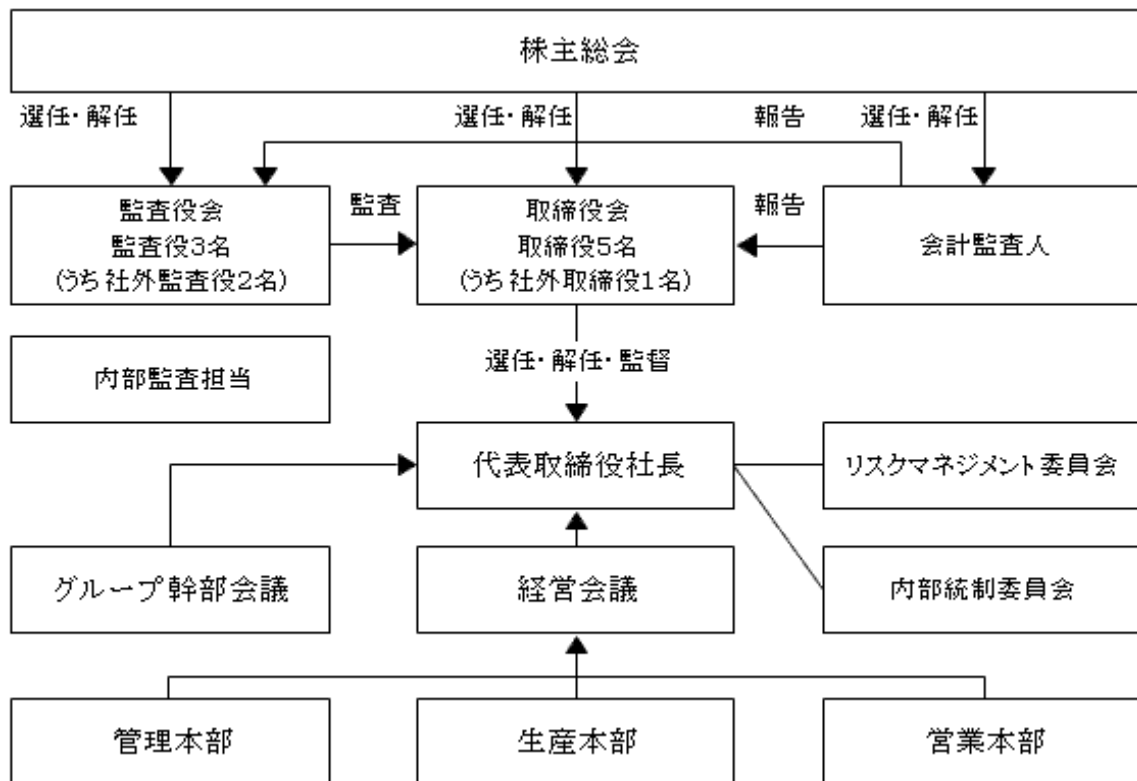 株主総会
選任・解任
選任・解任
報告
選任・解任
監査役会
監査役3名
(うち社外監査役2名)
監査
取締役会
取締役5名
(うち社外取締役1名)
報告
会計監査人
内部監査担当
選任・解任・監督
代表取締役社長
リスクマネジメント委員会
グループ幹部会議
経営会議
内部統制委員会
管理本部
生産本部
営業本部